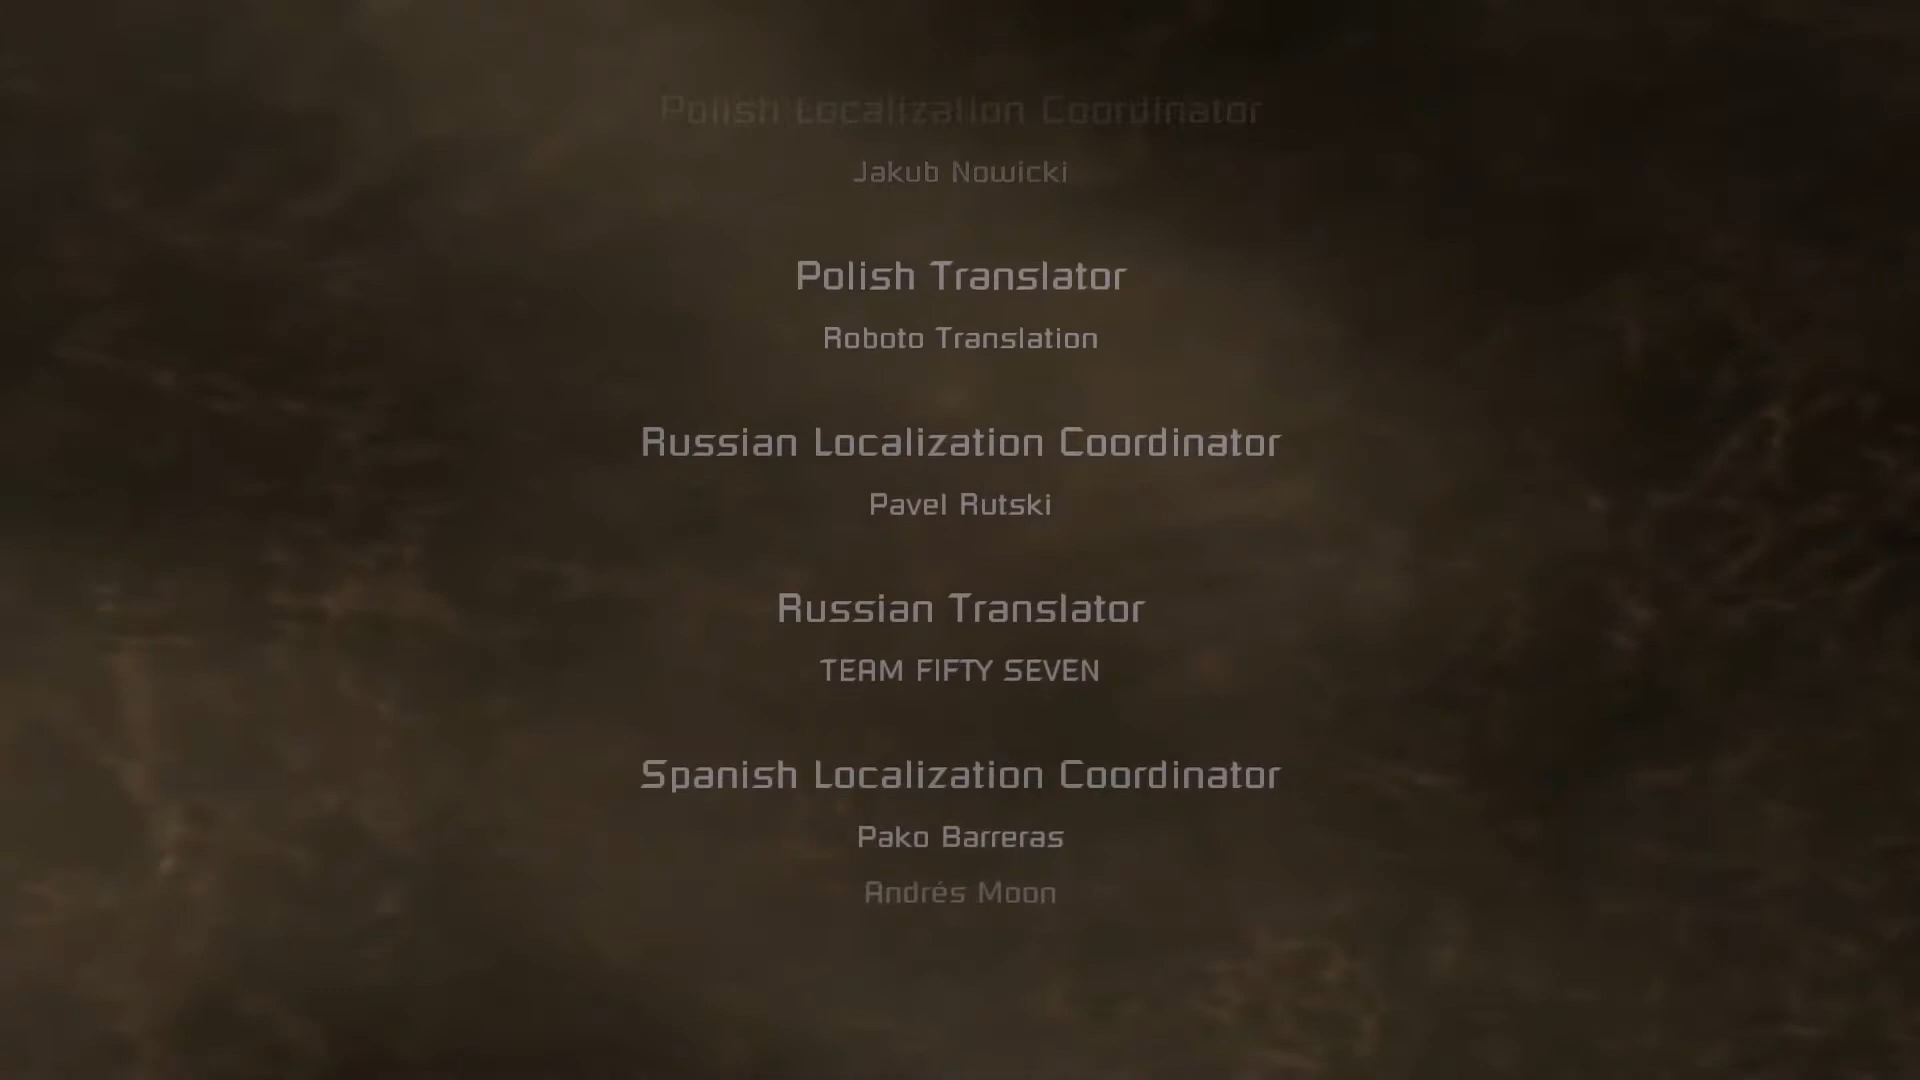 Polish Localization Coordinator
Jakub Nowicki
Polish Translator
Roboto Translation
Russian Localization Coordinator
Pavel Rutski
Russian Translator
TEAM FIFTY SEVEN
Spanish Localization Coordinator
Pako Barreras
Andrés Moon